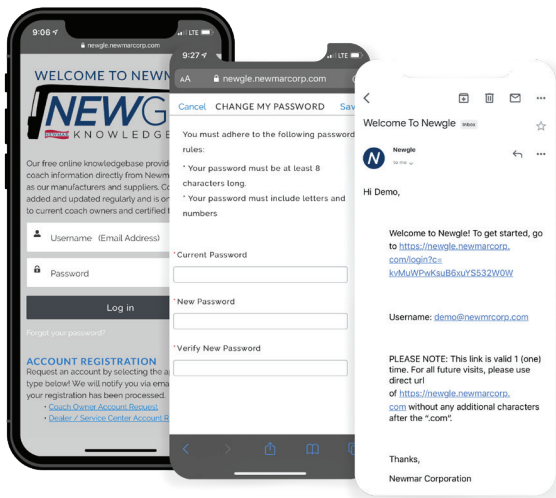 9:06
LTE
newgle.newmarcorp.com
WELCOME TO NEWM
NEWG
KNOWLEDGE
Our free online knowledgebase provid
coach information directly from Newm
as our manufacturers and suppliers. Co
added and updated regularly and is on
to current coach owners and certified
Username (Email Address)
Password
Log in
Forgot your password?
ACCOUNT REGISTRATION
Request an account by selecting the a
type below! We will notify you via ema
your registration has been processed.
• Coach Owner Account Request
• Dealer / Service Center Account R
9:27
LTE
AA newgle.newmarcorp.com
Cancel CHANGE MY PASSWORD Sav
You must adhere to the following password
rules:
* Your password must be at least 8
characters long.
* Your password must include letters and
numbers
*Current Password
*New Password
*Verify New Password
Welcome To Newgle Inbox
N
Newgle
to me
Hi Demo,
Welcome to Newgle! To get started, go
to https://newgle.newmarcorp.
com/login?c=
kvMuWPwKsuB6xuYS532W0W
Username: demo@newmrcorp.com
PLEASE NOTE: This link is valid 1 (one)
time. For all future visits, please use
direct url
of https://newgle.newmarcorp.
com without any additional characters
after the ".com".
Thanks,
Newmar Corporation